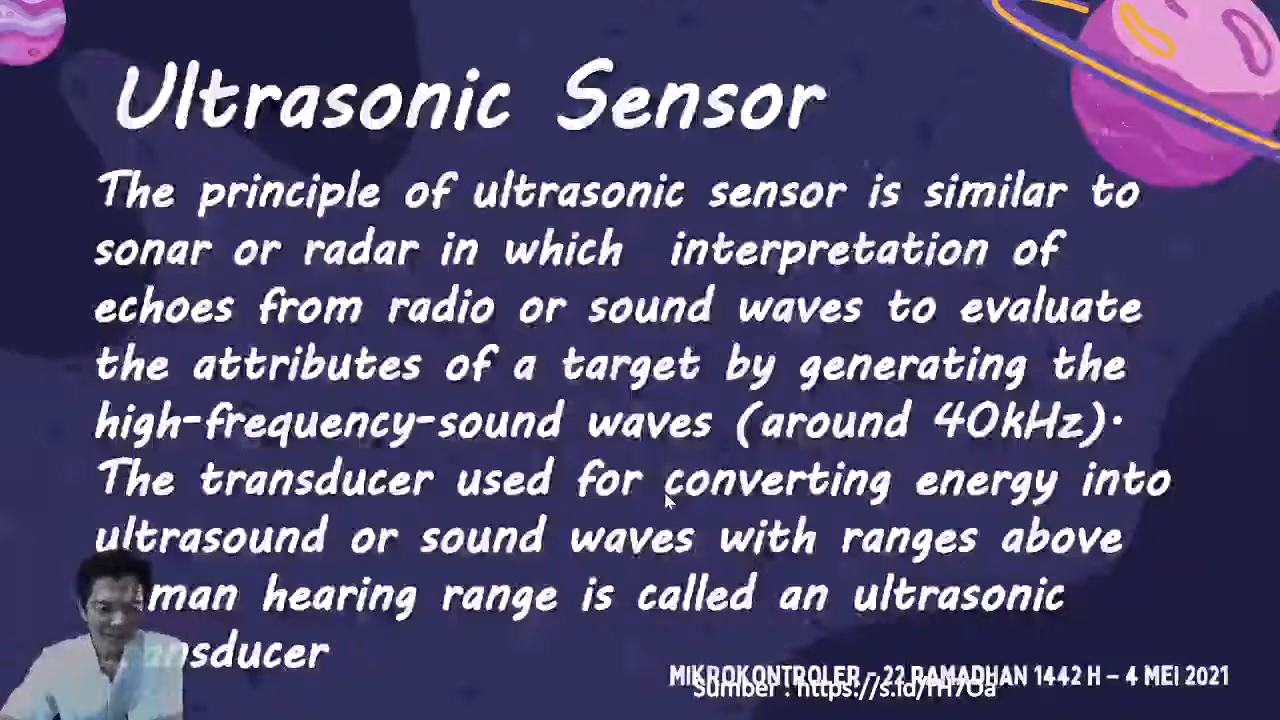 Ultrasonic Sensor
The principle of ultrasonic sensor is similar to
sonar or radar in which interpretation of
echoes from radio or sound waves to evaluate
the attributes of a target by generating the
high-frequency-sound waves (around 40kHz).
The transducer used for converting energy into
ultrasound or sound waves with ranges above
hearing range is called an ultrasonic
MIKROKONTROLER - 22 RAMADHAN 1442 H – 4 MEI 2021
Sumber :